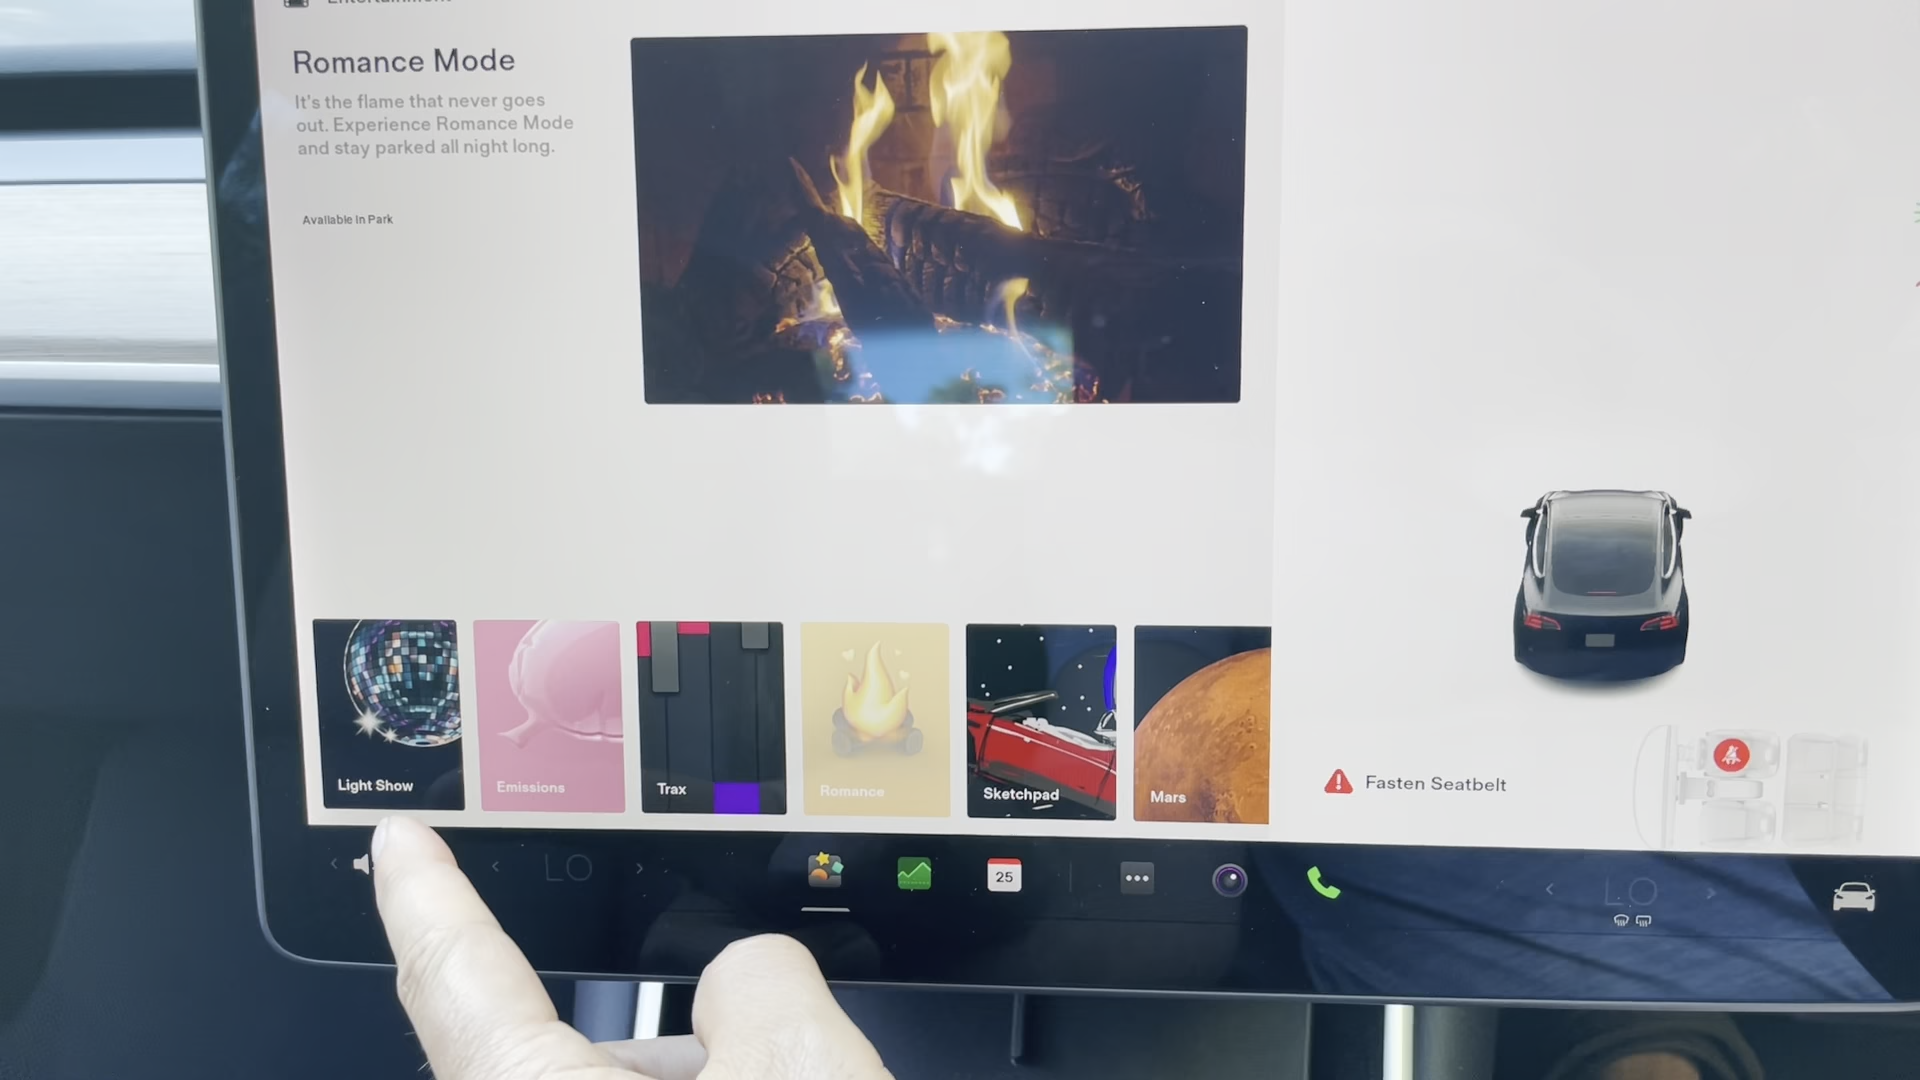 Entertainment
Romance Mode
It's the flame that never goes
out. Experience Romance Mode
and stay parked all night long.
Available In Park
Light Show
Emissions
Trax
Romance
Sketchpad
Mars
Fasten Seatbelt
LO
25
LO